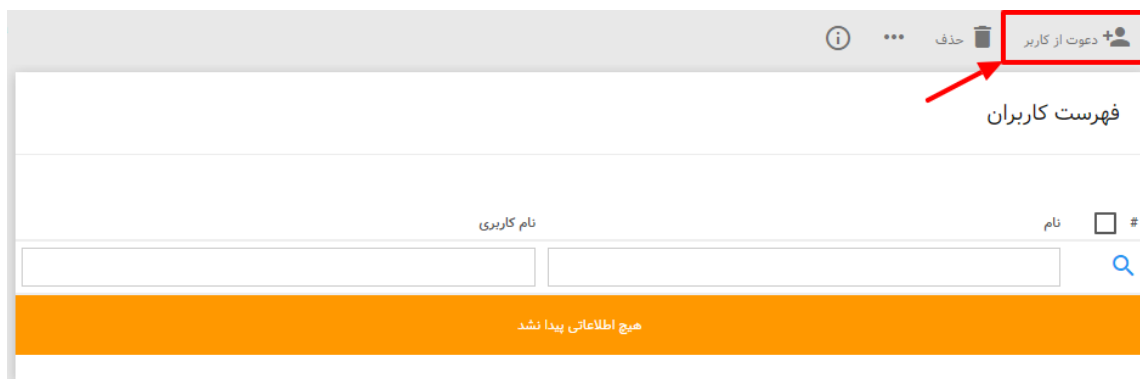 دعوت از کاربر حذف
فهرست کاربران
# نام نام کاربری
هیچ اطلاعاتی پیدا نشد